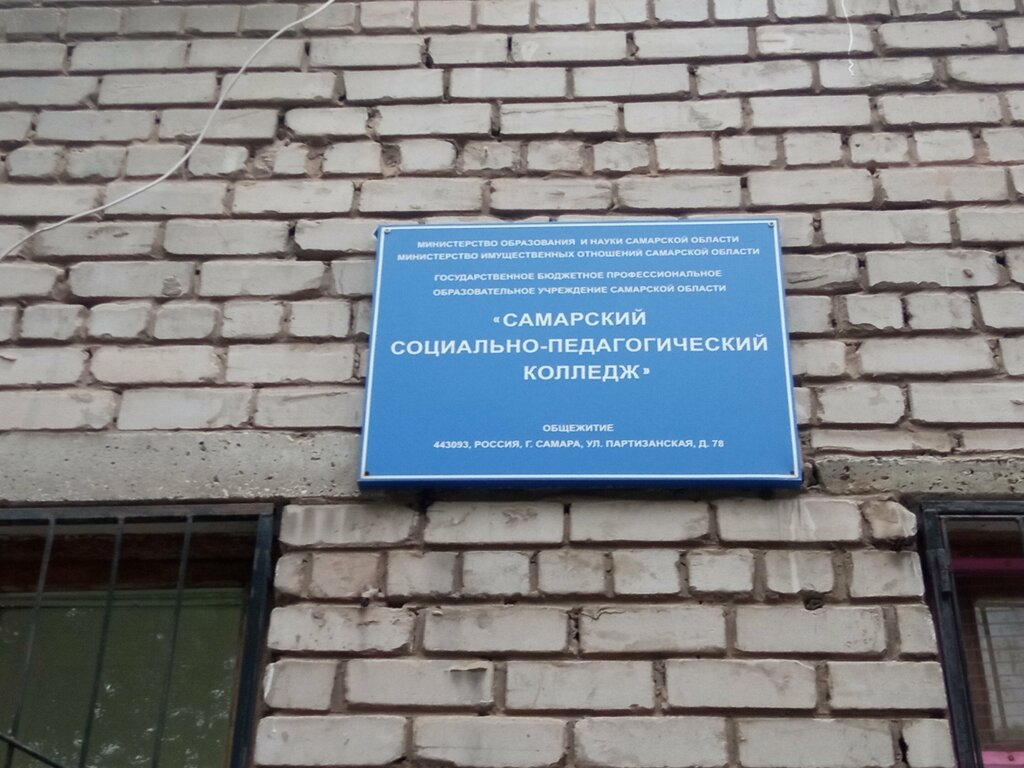 МИНИСТЕРСТВО ОБРАЗОВАНИЯ И НАУКИ САМАРСКОЙ ОБЛАСТИ
МИНИСТЕРСТВО ИМУЩЕСТВЕННЫХ ОТНОШЕНИЙ САМАРСКОЙ ОБЛАСТИ
ГОСУДАРСТВЕННОЕ БЮДЖЕТНОЕ ПРОФЕССИОНАЛЬНОЕ
ОБРАЗОВАТЕЛЬНОЕ УЧРЕЖДЕНИЕ САМАРСКОЙ ОБЛАСТИ
«САМАРСКИЙ
СОЦИАЛЬНО-ПЕДАГОГИЧЕСКИЙ
КОЛЛЕДЖ»
ОБЩЕЖИТИЕ
443093, РОССИЯ, Г. САМАРА, УЛ. ПАРТИЗАНСКАЯ, Д. 78